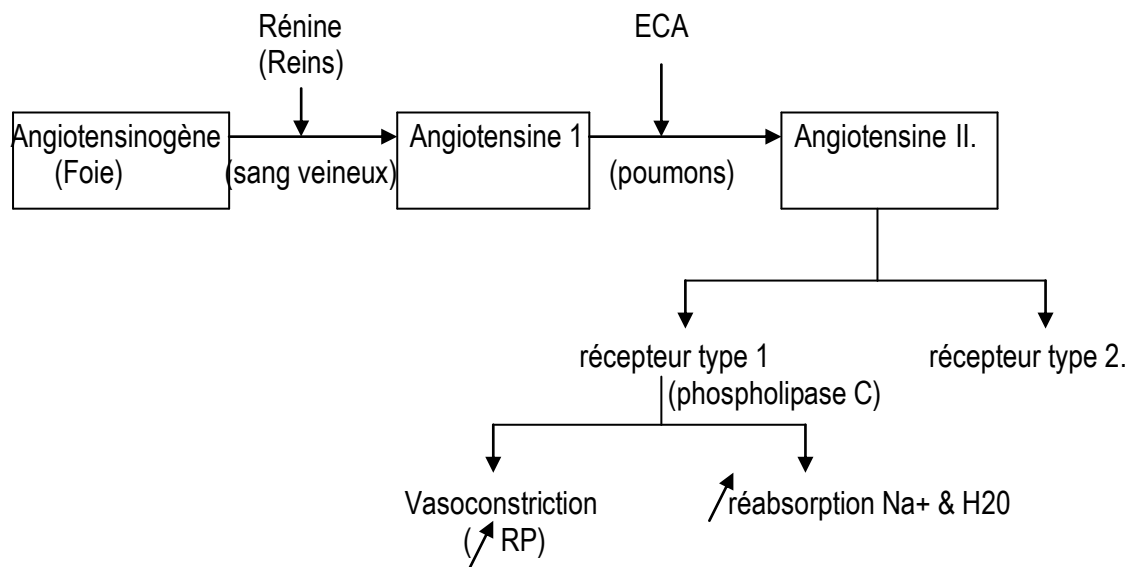 Rénine
(Reins)
ECA
Angiotensinogène
(Foie)
(sang veineux)
Angiotensine 1
(poumons)
Angiotensine II.
récepteur type 1
(phospholipase C)
récepteur type 2.
Vasoconstriction
( RP)
réabsorption Na+ & H20